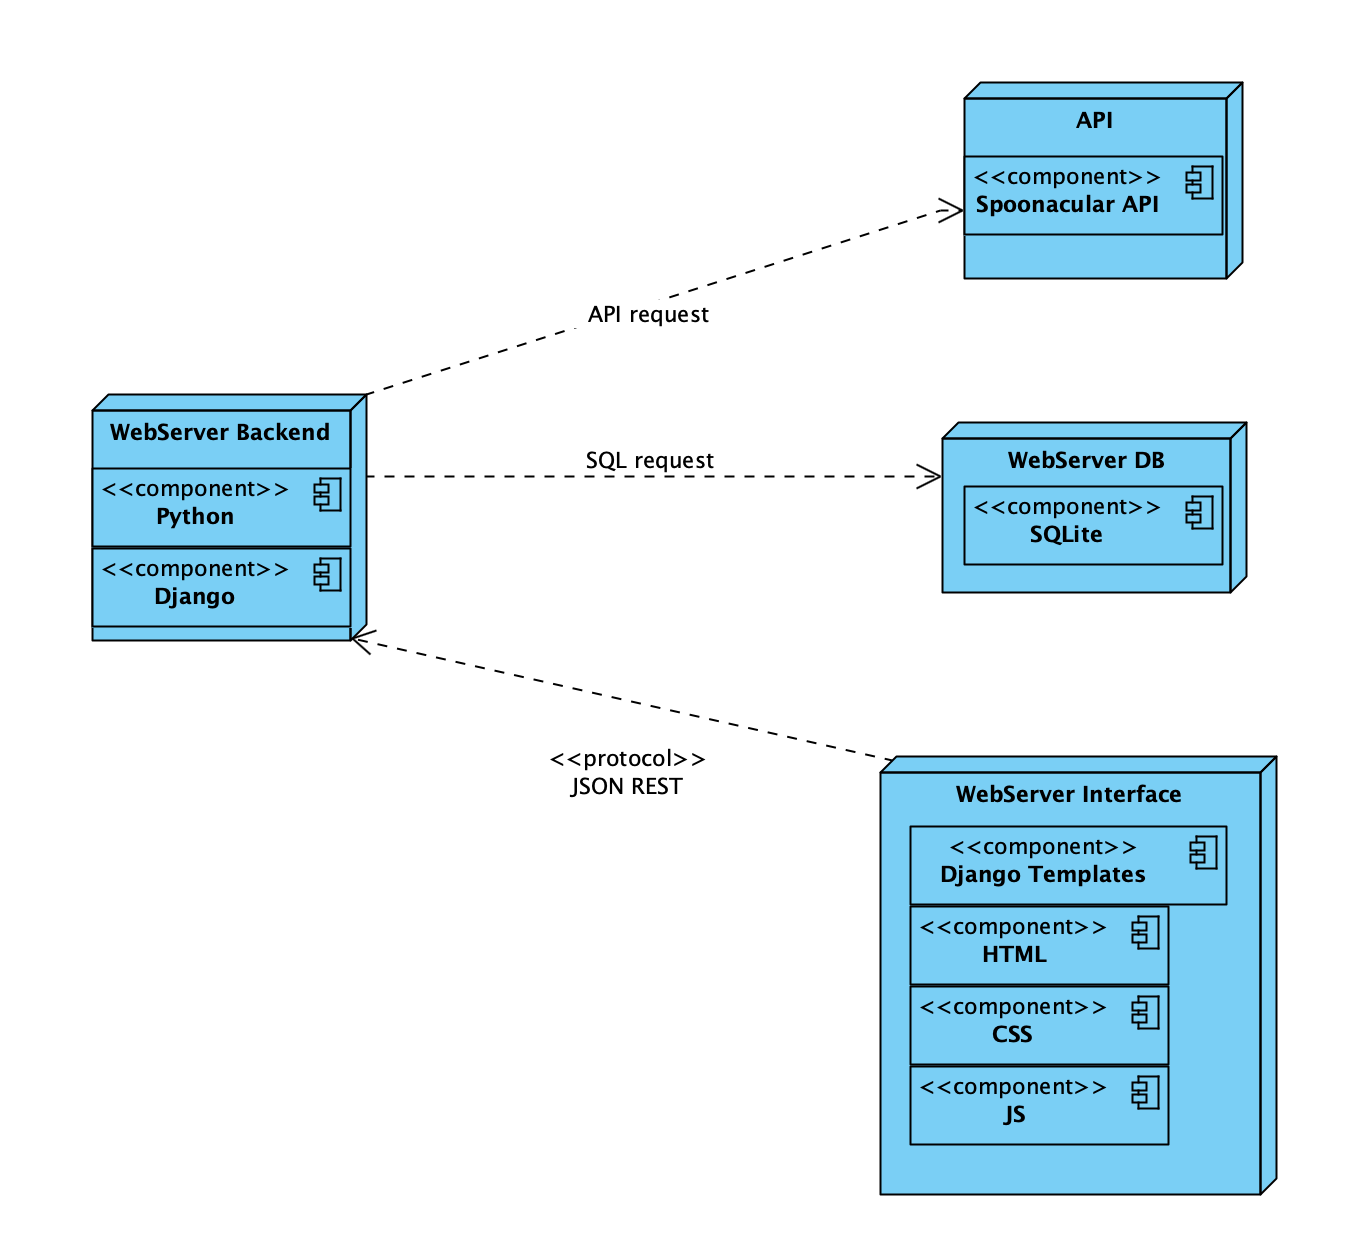 API
<<component>>
Spoonacular API
API request
WebServer Backend
<<component>>
Python
<<component>>
Django
SQL request
WebServer DB
<<component>>
SQLite
<<protocol>>
JSON REST
WebServer Interface
<<component>>
Django Templates
<<component>>
HTML
<<component>>
CSS
<<component>>
JS